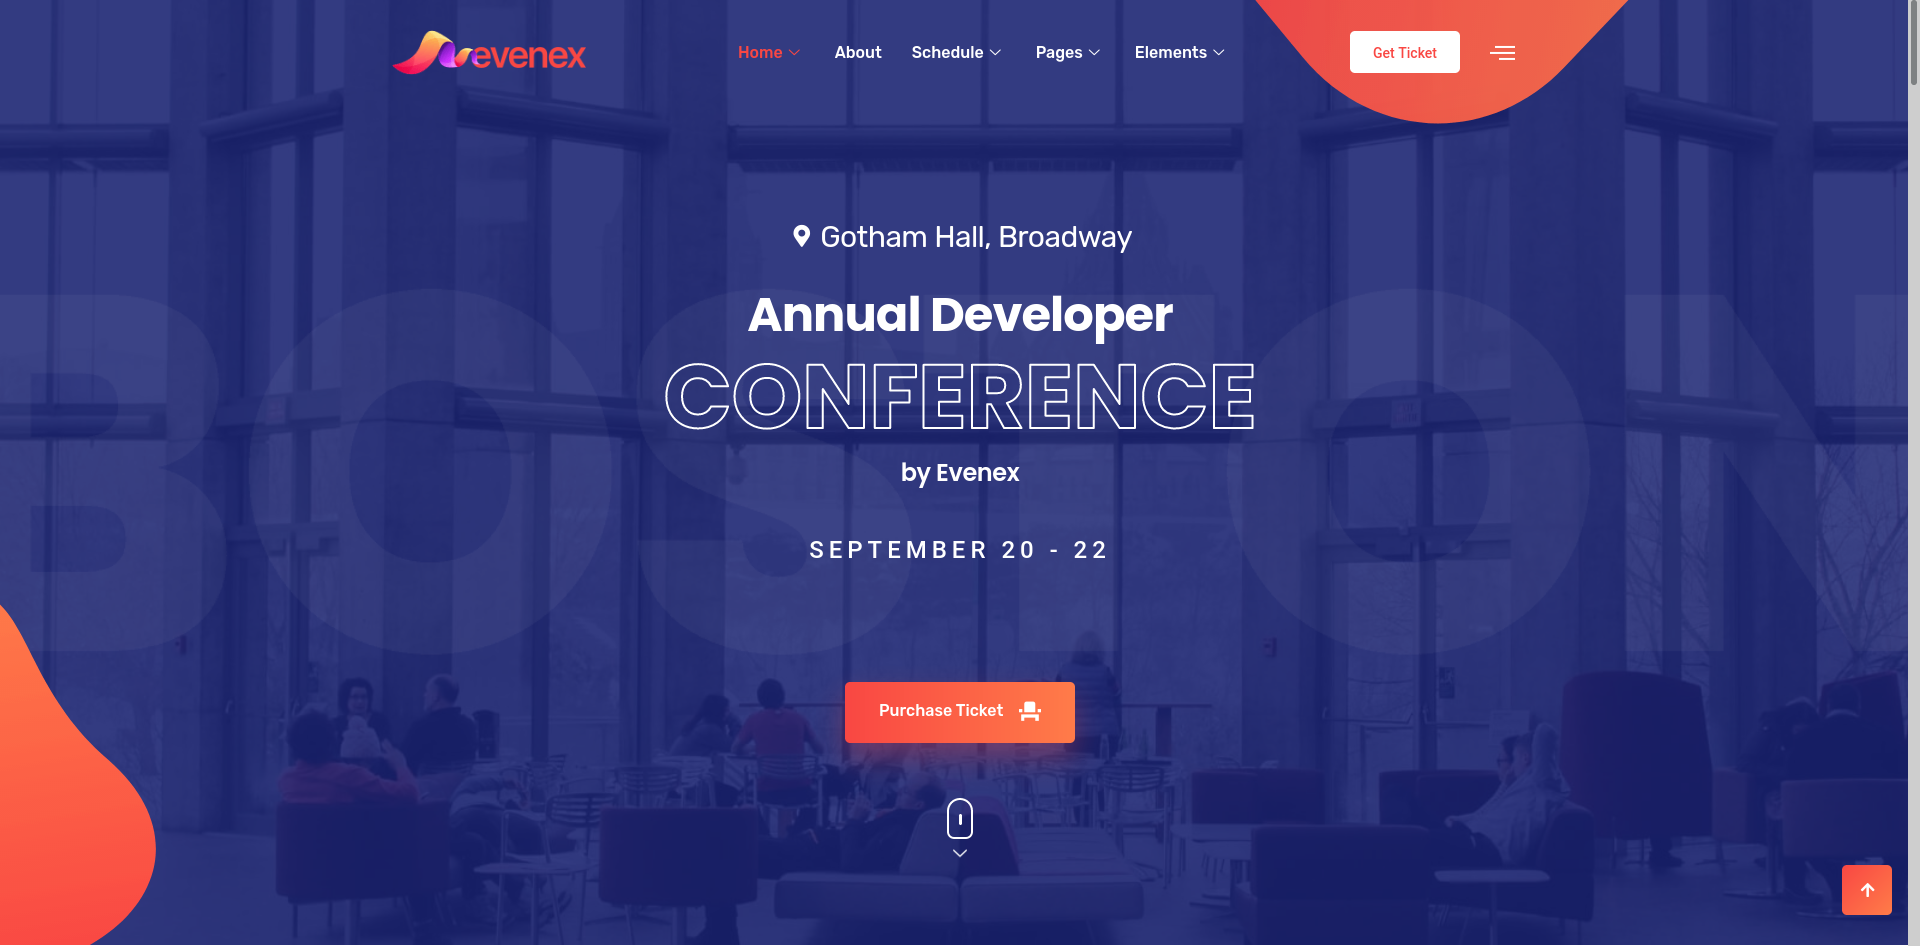 evenex
Home
About
Schedule
Pages
Elements
Get Ticket
Gotham Hall, Broadway
BOSTON
Annual Developer
CONFERENCE
by Evenex
SEPTEMBER 20 - 22
Purchase Ticket